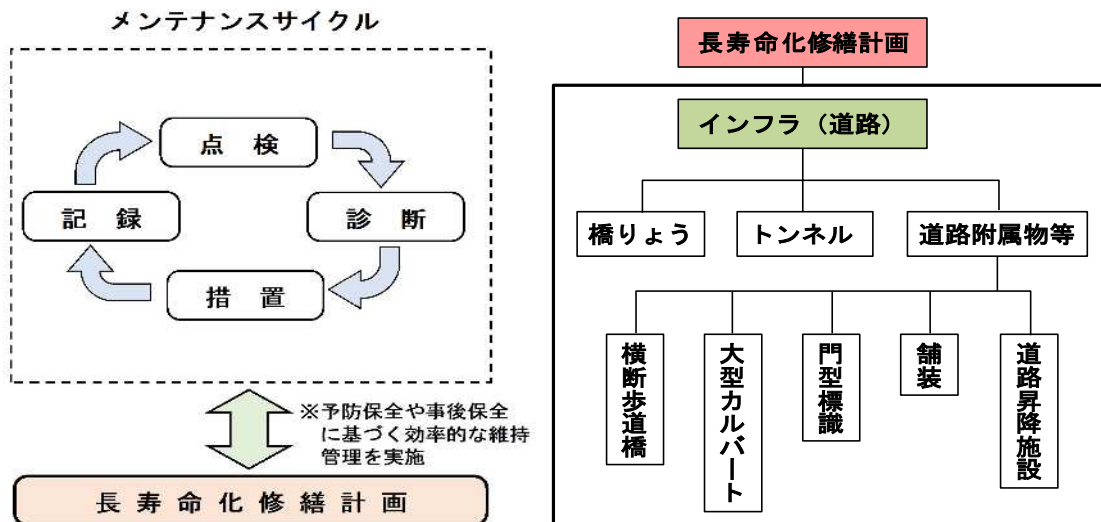 メンテナンスサイクル
点検
診断
措置
記録
※予防保全や事後保全
に基づく効率的な維持
管理を実施
長寿命化修繕計画
長寿命化修繕計画
インフラ（道路）
橋りょう
トンネル
道路附属物等
横断歩道橋
大型カルバート
門型標識
舗装
道路昇降施設